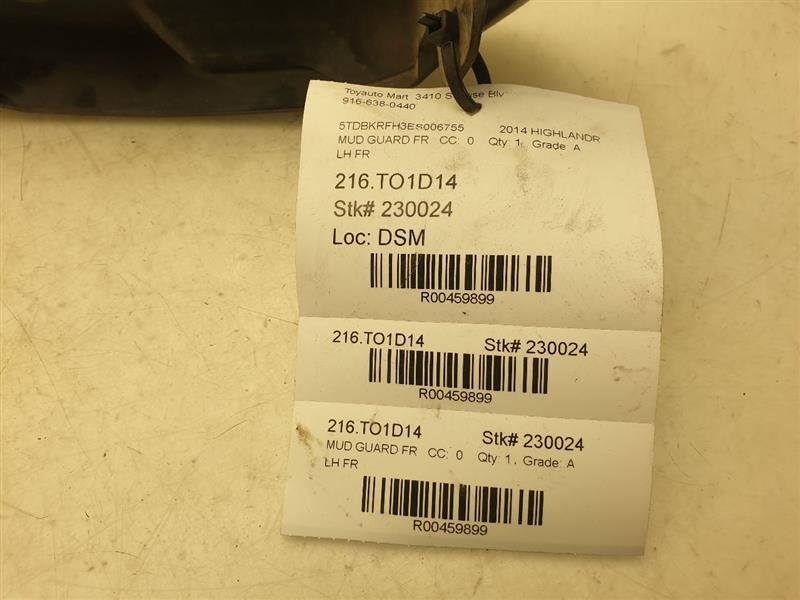 Toyauto Mart 3410 Blv
916-638-0440
5TDBKRFH3ES006755 2014 HIGHLANDR
MUD GUARD FR CC: 0 Qty: 1. Grade: A
LH FR
216.TO1D14
Stk# 230024
Loc: DSM
R00459899
216.TO1D14 Stk# 230024
R00459899
216.TO1D14 Stk# 230024
MUD GUARD FR CC: 0 Qty: 1. Grade: A
LH FR
R00459899